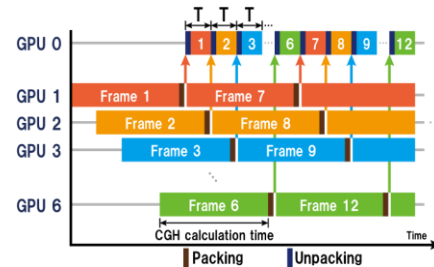 T T T
GPU 0 1 2 3 ... 6 7 8 9 ... 12
GPU 1 Frame 1 Frame 7
GPU 2 Frame 2 Frame 8
GPU 3 Frame 3 Frame 9
GPU 6 Frame 6 Frame 12
CGH calculation time Time
Packing Unpacking